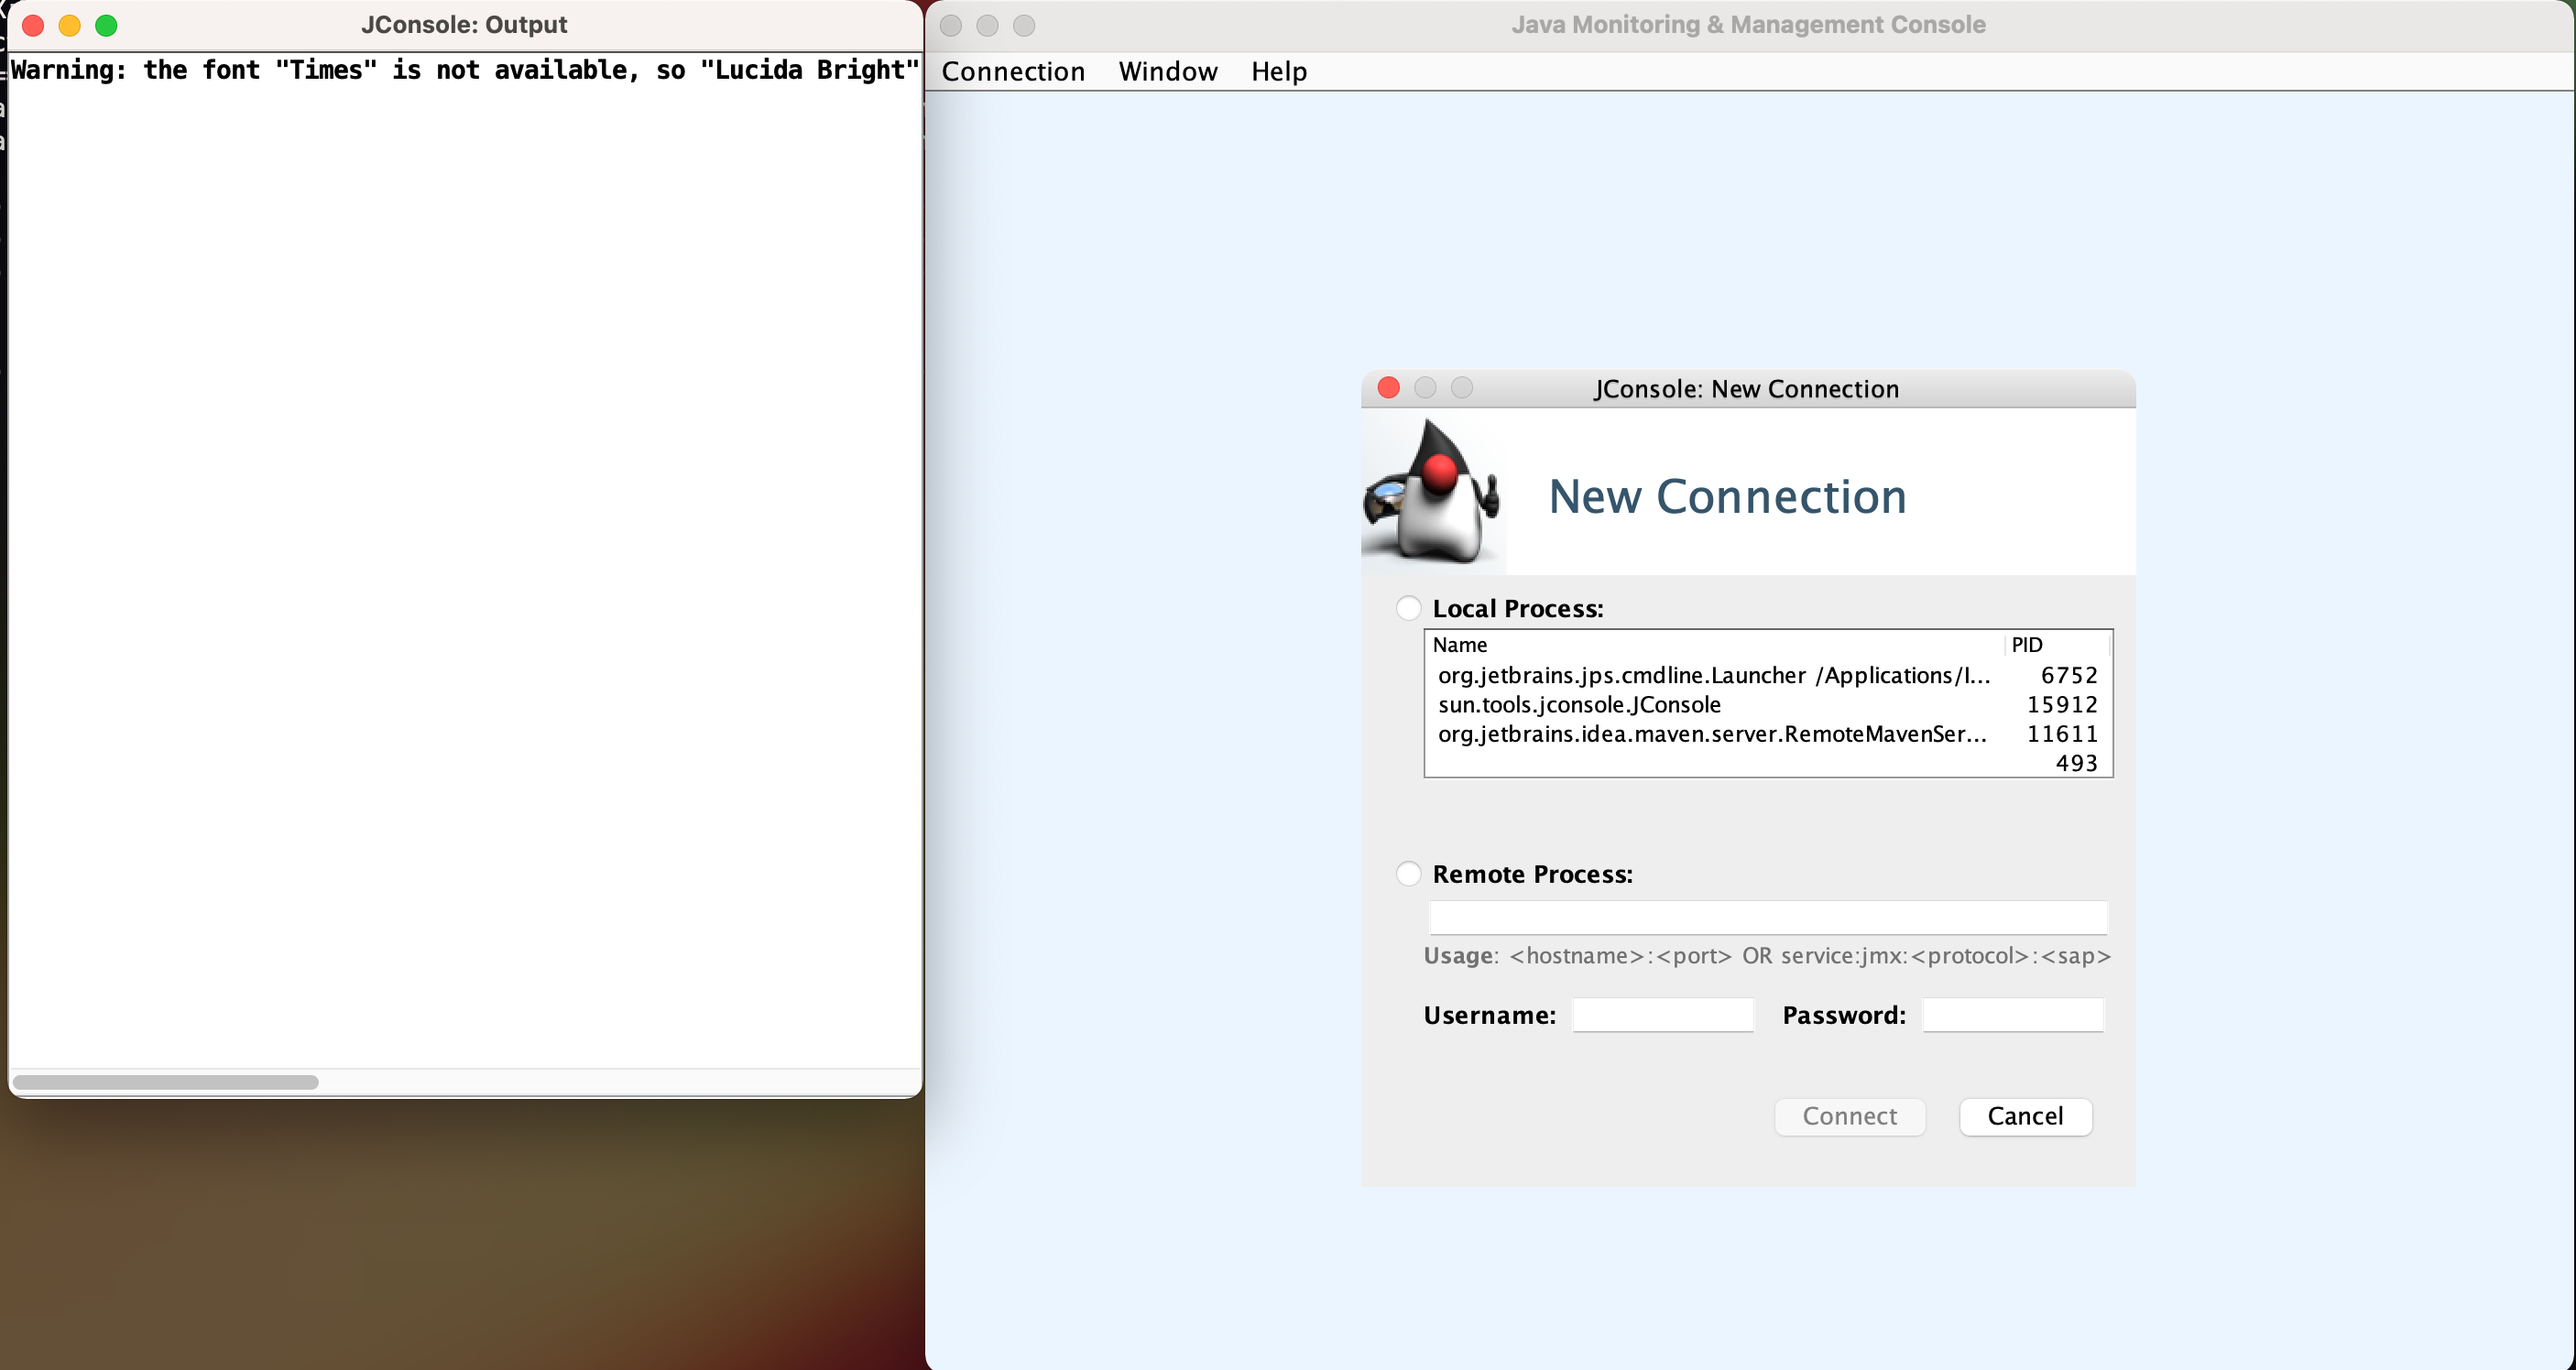 JConsole: Output
Warning: the font "Times" is not available, so "Lucida Bright"
Java Monitoring & Management Console
Connection Window Help
JConsole: New Connection
New Connection
Local Process:
Name PID
org.jetbrains.jps.cmdline.Launcher /Applications/I... 6752
sun.tools.jconsole.JConsole 15912
org.jetbrains.idea.maven.server.RemoteMavenSer... 11611
493
Remote Process:
Usage: <hostname>:<port> OR service:jmx:<protocol>:<sap>
Username: Password:
Connect Cancel